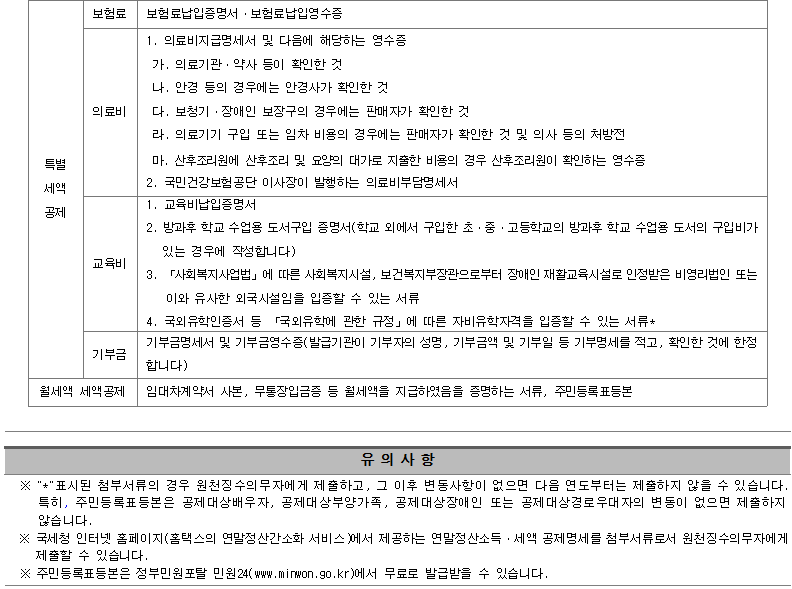 보험료 보험료납입증명서ㆍ보험료납입영수증
1. 의료비지급명세서 및 다음에 해당하는 영수증
가. 의료기관ㆍ약사 등이 확인한 것
나. 안경 등의 경우에는 안경사가 확인한 것
의료비 다. 보청기ㆍ장애인 보장구의 경우에는 판매자가 확인한 것
라. 의료기기 구입 또는 임차 비용의 경우에는 판매자가 확인한 것 및 의사 등의 처방전
마. 산후조리원에 산후조리 및 요양의 대가로 지출한 비용의 경우 산후조리원이 확인하는 영수증
2. 국민건강보험공단 이사장이 발행하는 의료비부담명세서
특별
세액
공제
1. 교육비납입증명서
2. 방과후 학교 수업용 도서구입 증명서(학교 외에서 구입한 초ㆍ중ㆍ고등학교의 방과후 학교 수업용 도서의 구입비가
있는 경우에 작성합니다)
교육비
3. 「사회복지사업법」에 따른 사회복지시설, 보건복지부장관으로부터 장애인 재활교육시설로 인정받은 비영리법인 또는
이와 유사한 외국시설임을 입증할 수 있는 서류
4. 국외유학인증서 등 「국외유학에 관한 규정」에 따른 자비유학자격을 입증할 수 있는 서류*
기부금 기부금명세서 및 기부금영수증(발급기관이 기부자의 성명, 기부금액 및 기부일 등 기부명세를 적고, 확인한 것에 한정
합니다)
월세액 세액공제 임대차계약서 사본, 무통장입금증 등 월세액을 지급하였음을 증명하는 서류, 주민등록표등본
유 의 사 항
※ "*"표시된 첨부서류의 경우 원천징수의무자에게 제출하고, 그 이후 변동사항이 없으면 다음 연도부터는 제출하지 않을 수 있습니다.
특히, 주민등록표등본은 공제대상배우자, 공제대상부양가족, 공제대상장애인 또는 공제대상경로우대자의 변동이 없으면 제출하지
않습니다.
※ 국세청 인터넷 홈페이지(홈택스의 연말정산간소화 서비스)에서 제공하는 연말정산소득ㆍ세액 공제명세를 첨부서류로서 원천징수의무자에게
제출할 수 있습니다.
※ 주민등록표등본은 정부민원포탈 민원24(www.minwon.go.kr)에서 무료로 발급받을 수 있습니다.